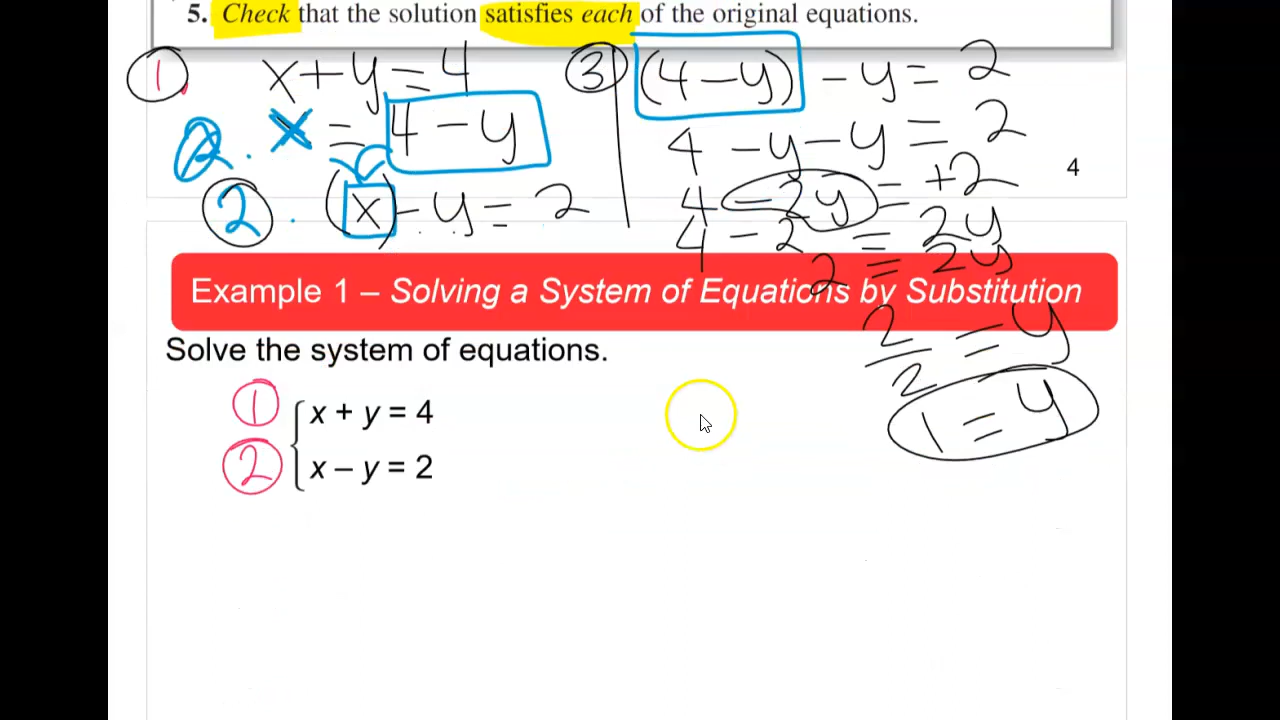 5. Check that the solution satisfies each of the original equations.
1. x + y = 4
2. x = 4 - y
2. (x) - y = 2
3 (4 - y) - y = 2
4 - y - y = 2
4 - 2y = +2
4 - 2 = 2y
2 = 2y
2/2 = y
1 = y
4
Example 1 – Solving a System of Equations by Substitution
Solve the system of equations.
1 x + y = 4
2 x – y = 2